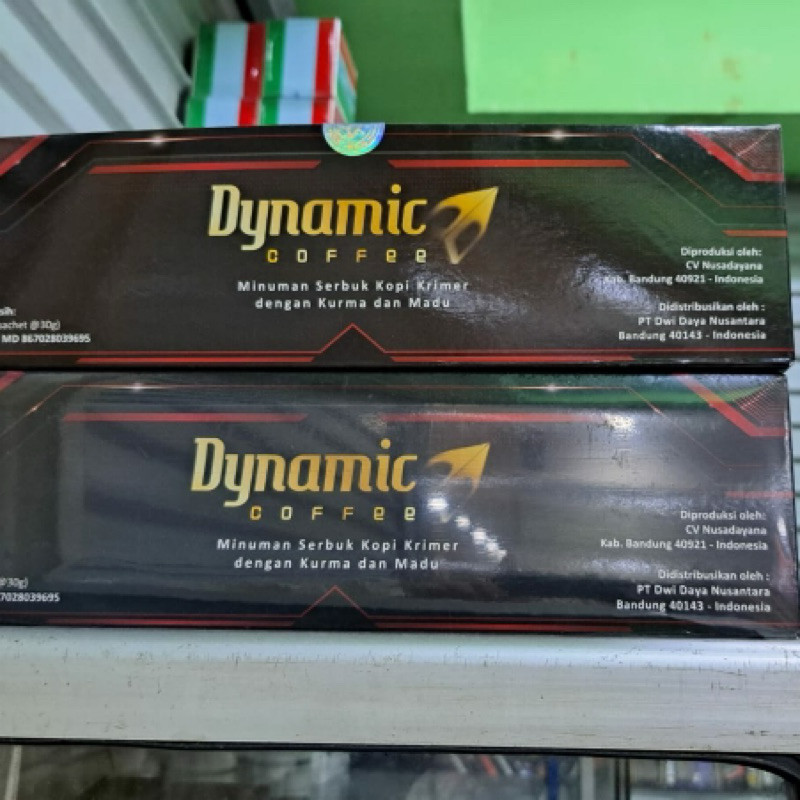 Dynamic
COFFEE
Minuman Serbuk Kopi Krimer
dengan Kurma dan Madu
sih:
sachet @30g)
MD 867028039695
Diproduksi oleh:
CV Nusadayana
Kab. Bandung 40921 - Indonesia
Didistribusikan oleh :
PT Dwi Daya Nusantara
Bandung 40143 - Indonesia
Dynamic
COFFEE
Minuman Serbuk Kopi Krimer
dengan Kurma dan Madu
@30g)
7028039695
Diproduksi oleh:
CV Nusadayana
Kab. Bandung 40921 - Indonesia
Didistribusikan oleh :
PT Dwi Daya Nusantara
Bandung 40143 - Indonesia